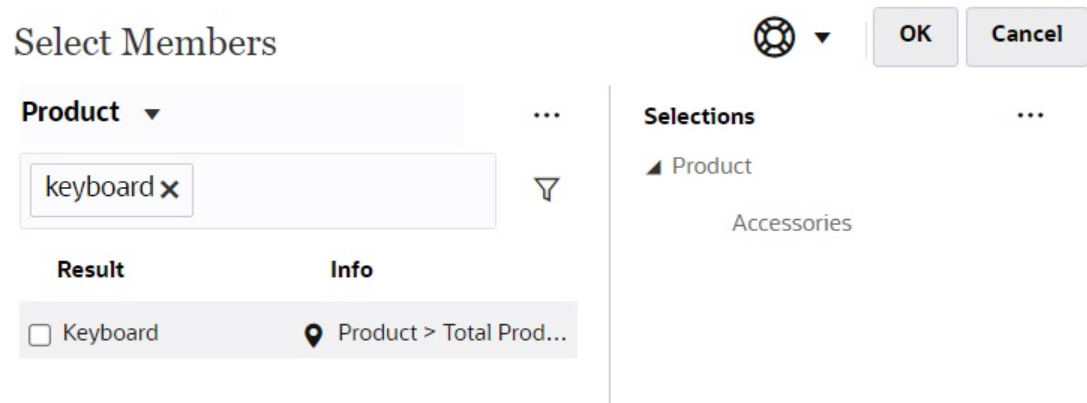 Select Members
OK
Cancel
Product
...
keyboard
Result
Info
Keyboard
Product > Total Prod...
Selections
...
Product
Accessories